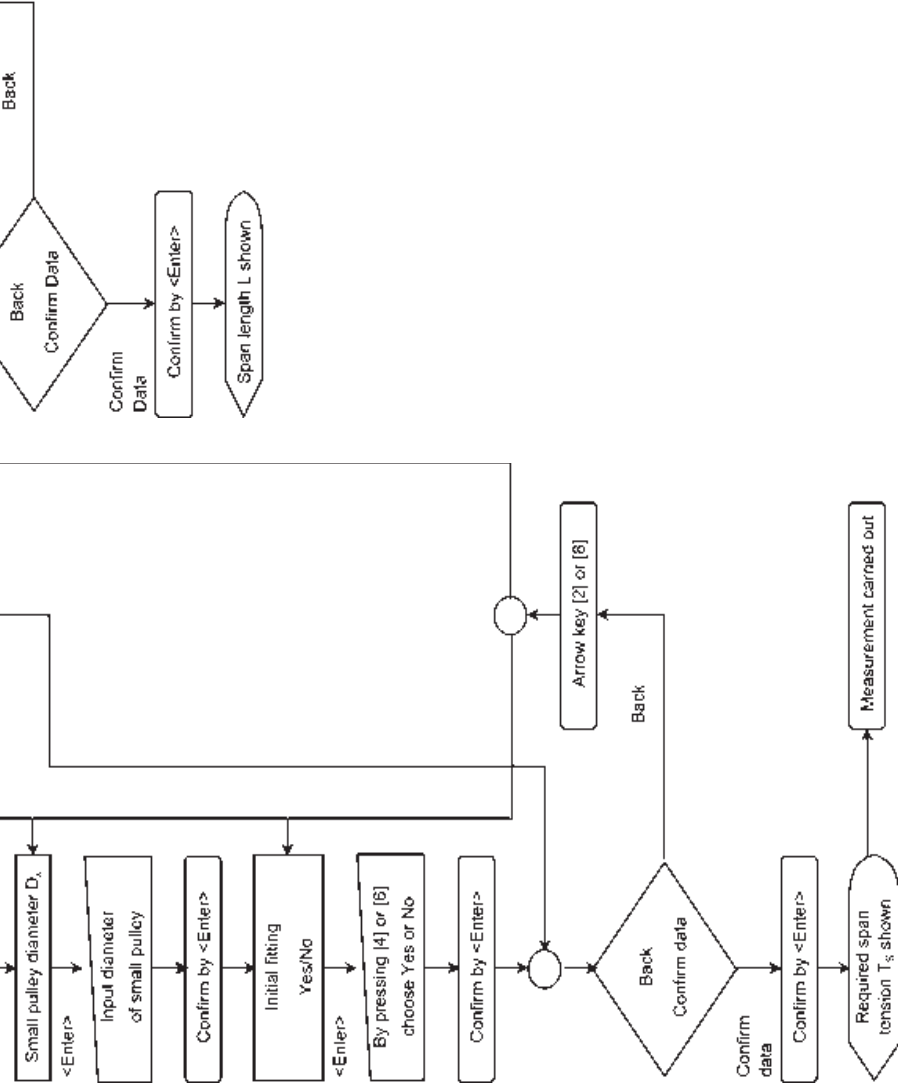 Back
Back
Confirm Data
Confirm
Data
Confirm by <Enter>
Span length L shown
Small pulley diameter Dₓ
<Enter>
Input diameter
of small pulley
Confirm by <Enter>
Initial fitting
Yes/No
<Enter>
By pressing [4] or [6]
choose Yes or No
Confirm by <Enter>
Back
Confirm data
Back
Arrow key [2] or [8]
Confirm
data
Confirm by <Enter>
Required span
tension Tₛ shown
Measurement carried out